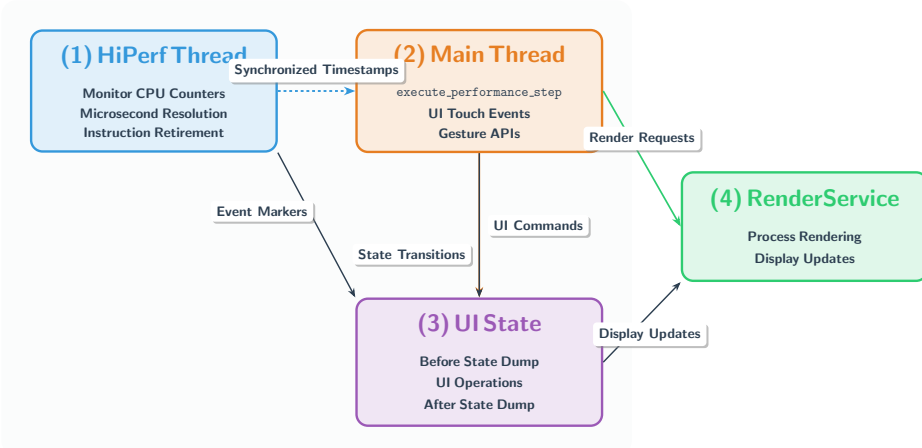 (1) HiPerf Thread
Monitor CPU Counters
Microsecond Resolution
Instruction Retirement
Synchronized Timestamps
(2) Main Thread
execute_performance_step
UI Touch Events
Gesture APIs
Render Requests
(4) RenderService
Process Rendering
Display Updates
Event Markers
UI Commands
State Transitions
(3) UI State
Before State Dump
UI Operations
After State Dump
Display Updates